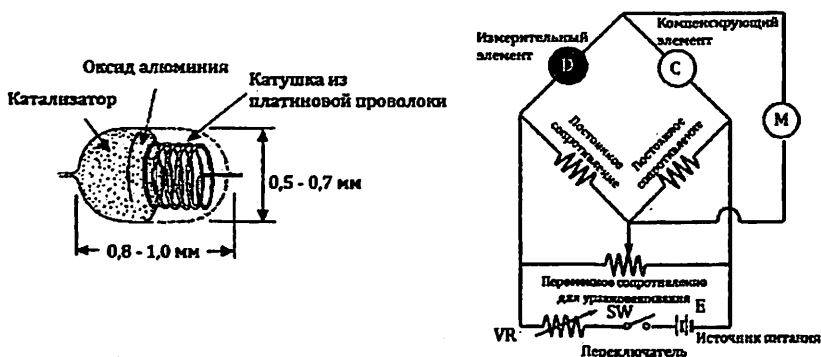 Оксид алюминия
Катализатор
Катушка из
платиновой проволоки
0,5 - 0,7 мм
0,8 - 1,0 мм
Измерительный
элемент
D
Компенсирующий
элемент
C
M
Постоянное
сопротивление
Постоянное
сопротивление
Переменное сопротивление
для уравновешивания
VR
SW
E
Переключатель
Источник питания